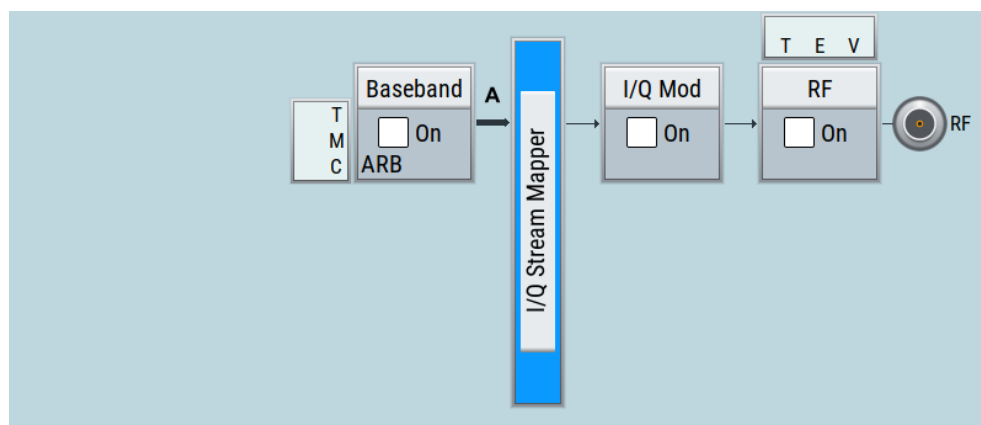 T E V
Baseband
A
I/Q Mod
RF
T
M
C
On
On
On
RF
ARB
I/Q Stream Mapper